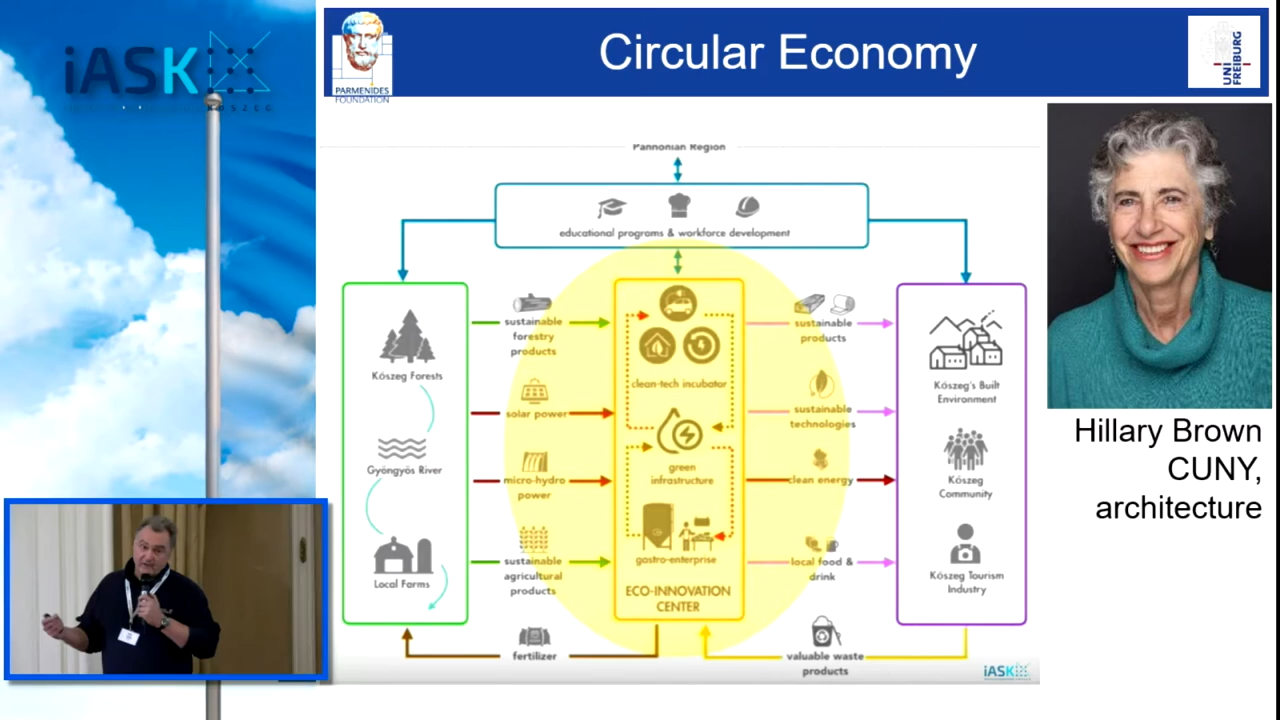 iASK
KŐSZEG
PARMENIDES
FOUNDATION
Circular Economy
UNI
FREIBURG
Pannonian Region
educational programs & workforce development
Kőszeg Forests
Gyöngyös River
Local Farms
sustainable
forestry
products
solar power
micro-hydro
power
sustainable
agricultural
products
fertilizer
clean-tech incubator
green
infrastructure
gastro-enterprise
ECO-INNOVATION
CENTER
sustainable
products
sustainable
technologies
clean energy
local food &
drink
valuable waste
products
Kőszeg's Built
Environment
Kőszeg
Community
Kőszeg Tourism
Industry
iASK
Hillary Brown
CUNY,
architecture